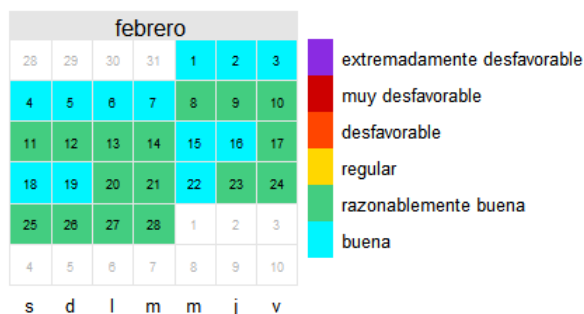 febrero
28 29 30 31 1 2 3
4 5 6 7 8 9 10
11 12 13 14 15 16 17
18 19 20 21 22 23 24
25 26 27 28 1 2 3
4 5 6 7 8 9 10
s d l m m j v
extremadamente desfavorable
muy desfavorable
desfavorable
regular
razonablemente buena
buena